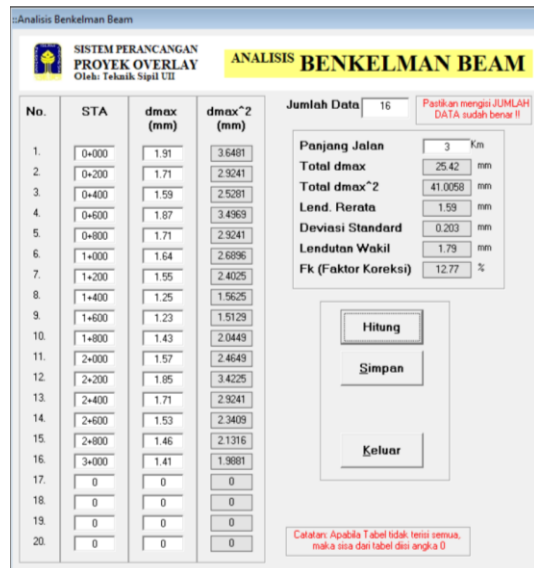 ::Analisis Benkelman Beam
SISTEM PERANCANGAN
PROYEK OVERLAY
Oleh: Teknik Sipil UII
ANALISIS BENKELMAN BEAM
No. STA dmax (mm) dmax^2 (mm)
1. 0+000 1.91 3.6481
2. 0+200 1.71 2.9241
3. 0+400 1.59 2.5281
4. 0+600 1.87 3.4969
5. 0+800 1.71 2.9241
6. 1+000 1.64 2.6896
7. 1+200 1.55 2.4025
8. 1+400 1.25 1.5625
9. 1+600 1.23 1.5129
10. 1+800 1.43 2.0449
11. 2+000 1.57 2.4649
12. 2+200 1.85 3.4225
13. 2+400 1.71 2.9241
14. 2+600 1.53 2.3409
15. 2+800 1.46 2.1316
16. 3+000 1.41 1.9881
17. 0 0 0
18. 0 0 0
19. 0 0 0
20. 0 0 0
Jumlah Data 16
Pastikan mengisi JUMLAH
DATA sudah benar !!
Panjang Jalan 3 Km
Total dmax 25.42 mm
Total dmax^2 41.0058 mm
Lend. Rerata 1.59 mm
Deviasi Standard 0.203 mm
Lendutan Wakil 1.79 mm
Fk (Faktor Koreksi) 12.77 %
Hitung
Simpan
Keluar
Catatan: Apabila Tabel tidak terisi semua,
maka sisa dari tabel diisi angka 0